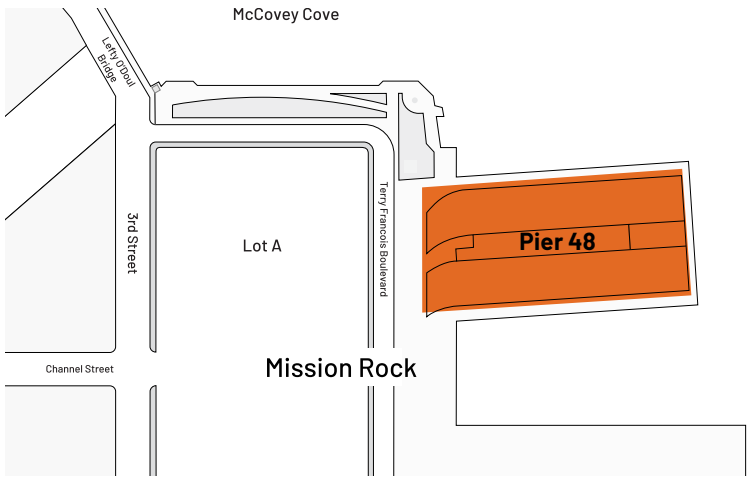 McCovey Cove
Lefty O'Doul
Bridge
3rd Street
Terry Francois Boulevard
Lot A
Pier 48
Mission Rock
Channel Street